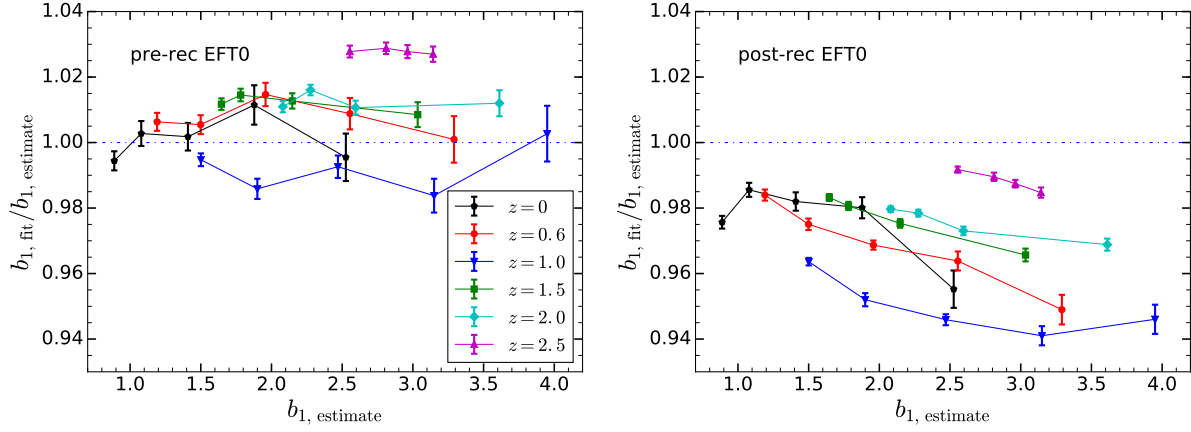 1.04
1.02
1.00
0.98
0.96
0.94
b1, fit/b1, estimate
pre-rec EFT0
z=0
z=0.6
z=1.0
z=1.5
z=2.0
z=2.5
1.0 1.5 2.0 2.5 3.0 3.5 4.0
b1, estimate
1.04
1.02
1.00
0.98
0.96
0.94
b1, fit/b1, estimate
post-rec EFT0
1.0 1.5 2.0 2.5 3.0 3.5 4.0
b1, estimate